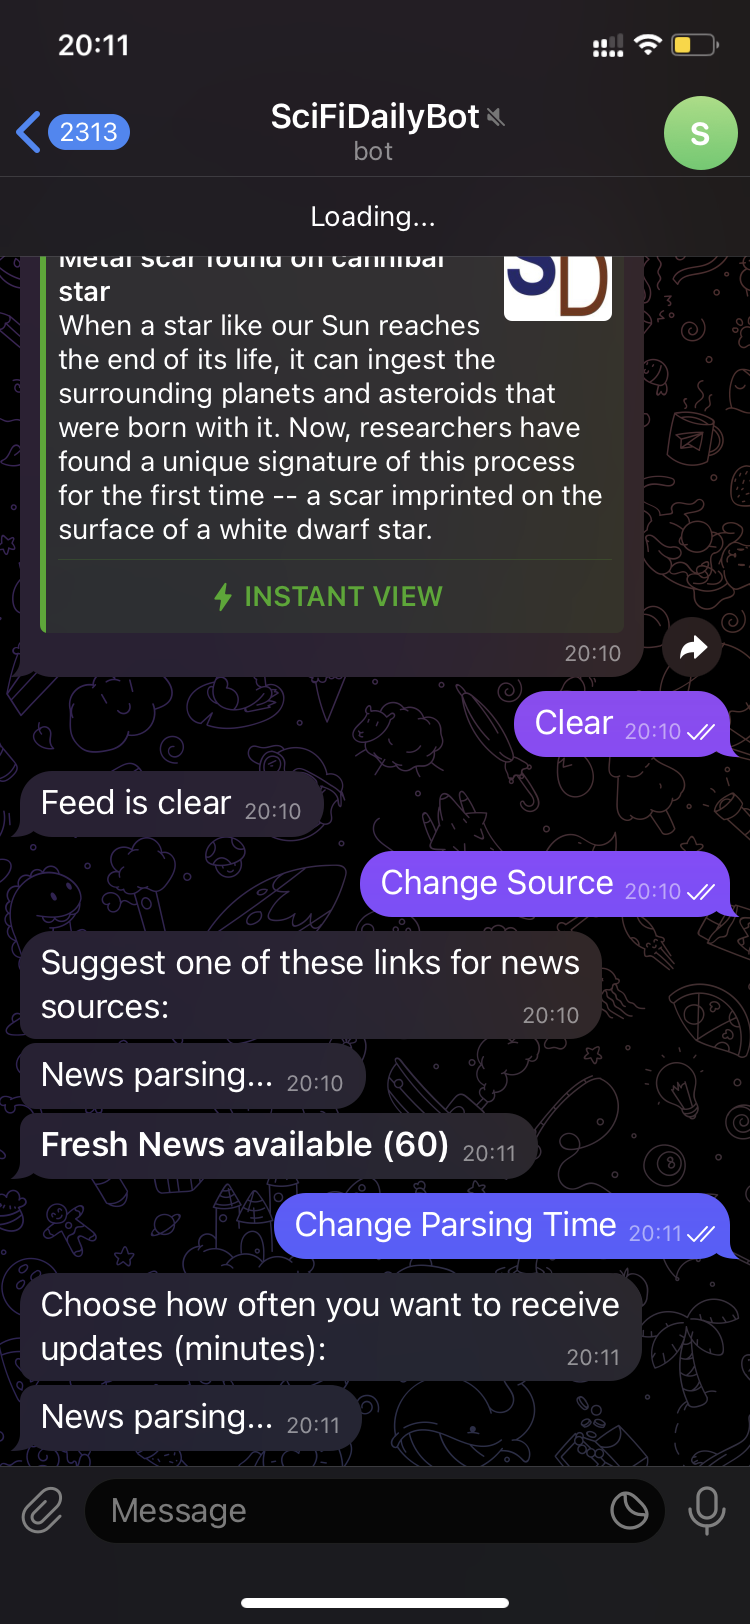 20:11
2313
SciFiDailyBot
bot
S
Loading...
Metal scar found on cannibal
star
SD
When a star like our Sun reaches
the end of its life, it can ingest the
surrounding planets and asteroids that
were born with it. Now, researchers have
found a unique signature of this process
for the first time -- a scar imprinted on the
surface of a white dwarf star.
INSTANT VIEW
20:10
Clear 20:10
Feed is clear 20:10
Change Source 20:10
Suggest one of these links for news
sources: 20:10
News parsing... 20:10
Fresh News available (60) 20:11
Change Parsing Time 20:11
Choose how often you want to receive
updates (minutes): 20:11
News parsing... 20:11
Message